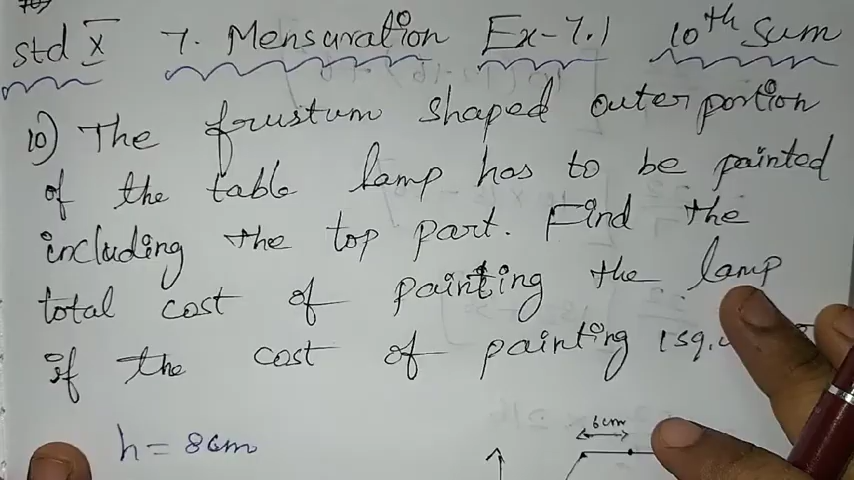 std X 7. Mensuration Ex-7.1 10th Sum
10) The frustum shaped outer portion
of the table lamp has to be painted
including the top part. Find the
total cost of painting the lamp
if the cost of painting 1sq.
6cm
h = 8cm